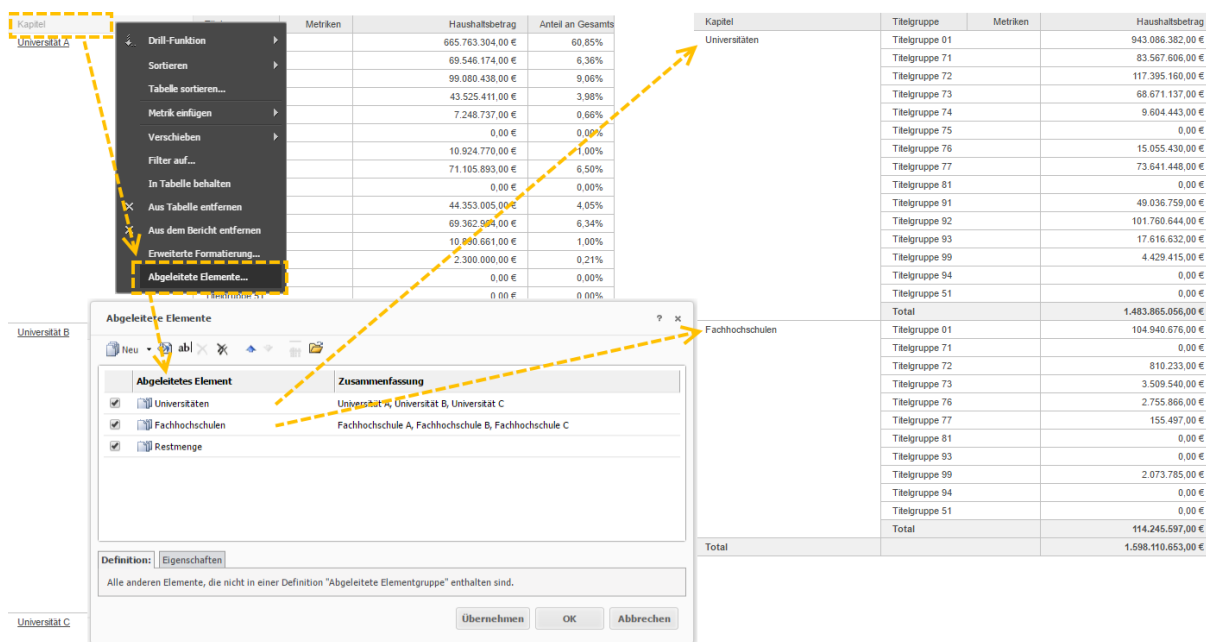 Kapitel Metriken Haushaltsbetrag Anteil an Gesamts
Universität A 665.763.304,00 € 60,85%
69.546.174,00 € 6,36%
99.080.438,00 € 9,06%
43.525.411,00 € 3,98%
7.248.737,00 € 0,66%
0,00 € 0,00%
10.924.770,00 € 1,00%
71.105.893,00 € 6,50%
0,00 € 0,00%
44.353.005,00 € 4,05%
6,34%
1,00%
2.300.000,00 € 0,21%
0,00 € 0,00%
Titelgruppe 51 0,00 € 0,00%
Universität B
Universität C
Drill-Funktion
Sortieren
Tabelle sortieren...
Metrik einfügen
Verschieben
Filter auf...
In Tabelle behalten
Aus Tabelle entfernen
Aus dem Bericht entfernen
Erweiterte Formatierung...
Abgeleitete Elemente...
Abgeleitete Elemente ? x
Neu ab
Abgeleitetes Element Zusammenfassung
Universitäten Universität A, Universität B, Universität C
Fachhochschulen Fachhochschule A, Fachhochschule B, Fachhochschule C
Restmenge
Definition: Eigenschaften
Alle anderen Elemente, die nicht in einer Definition "Abgeleitete Elementgruppe" enthalten sind.
Übernehmen OK Abbrechen
Kapitel Titelgruppe Metriken Haushaltsbetrag
Universitäten Titelgruppe 01 943.086.382,00 €
Titelgruppe 71 83.567.606,00 €
Titelgruppe 72 117.395.160,00 €
Titelgruppe 73 68.671.137,00 €
Titelgruppe 74 9.604.443,00 €
Titelgruppe 75 0,00 €
Titelgruppe 76 15.055.430,00 €
Titelgruppe 77 73.641.448,00 €
Titelgruppe 81 0,00 €
Titelgruppe 91 49.036.759,00 €
Titelgruppe 92 101.760.644,00 €
Titelgruppe 93 17.616.632,00 €
Titelgruppe 99 4.429.415,00 €
Titelgruppe 94 0,00 €
Titelgruppe 51 0,00 €
Total 1.483.865.056,00 €
Fachhochschulen Titelgruppe 01 104.940.676,00 €
Titelgruppe 71 0,00 €
Titelgruppe 72 810.233,00 €
Titelgruppe 73 3.509.540,00 €
Titelgruppe 76 2.755.866,00 €
Titelgruppe 77 155.497,00 €
Titelgruppe 81 0,00 €
Titelgruppe 93 0,00 €
Titelgruppe 99 2.073.785,00 €
Titelgruppe 94 0,00 €
Titelgruppe 51 0,00 €
Total 114.245.597,00 €
Total 1.598.110.653,00 €